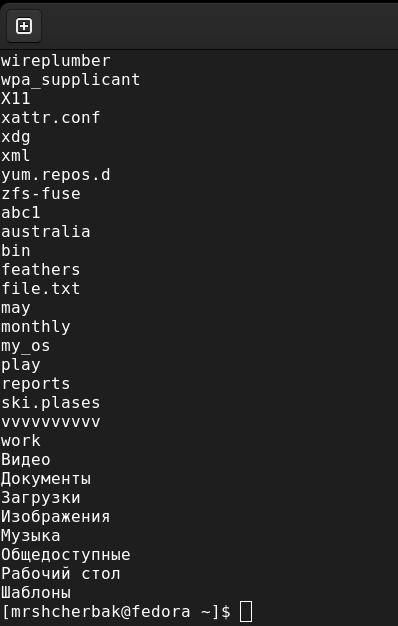 wireplumber
wpa_supplicant
X11
xattr.conf
xdg
xml
yum.repos.d
zfs-fuse
abc1
australia
bin
feathers
file.txt
may
monthly
my_os
play
reports
ski.plases
vvvvvvvvvv
work
Видео
Документы
Загрузки
Изображения
Музыка
Общедоступные
Рабочий стол
Шаблоны
[mrshcherbak@fedora ~]$